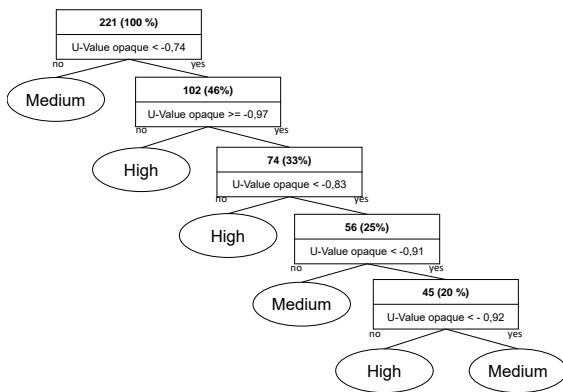 221 (100 %)
U-Value opaque < -0,74
no
yes
Medium
102 (46%)
U-Value opaque >= -0,97
no
yes
High
74 (33%)
U-Value opaque < -0,83
no
yes
High
56 (25%)
U-Value opaque < -0,91
no
yes
Medium
45 (20 %)
U-Value opaque < - 0,92
no
yes
High
Medium